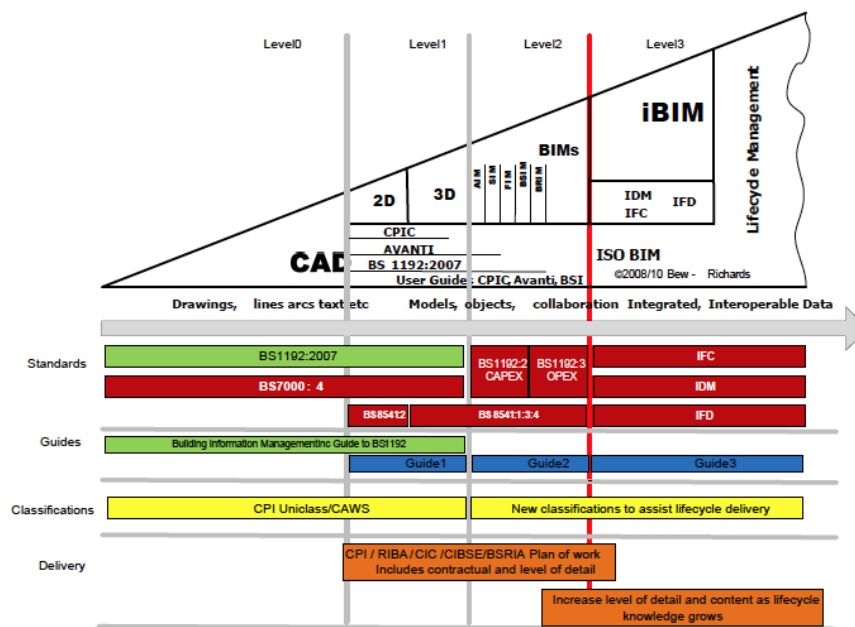 Level0 Level1 Level2 Level3
iBIM
Lifecycle Management
BIMs
AIM
SIM
FIM
BSIM
BRIM
2D 3D
IDM IFD
IFC
CPIC
AVANTI
CAD BS 1192:2007 ISO BIM
User Guides CPIC, Avanti, BSI ©2008/10 Bew - Richards
Drawings, lines arcs text etc Models, objects, collaboration Integrated, Interoperable Data
Standards
BS1192:2007
BS7000: 4
BS1192:2
CAPEX
BS1192:3
OPEX
IFC
IDM
BS8541:2 BS8541:1:3:4 IFD
Guides
Building Information Managementinc Guide to BS1192
Guide1 Guide2 Guide3
Classifications CPI Uniclass/CAWS New classifications to assist lifecycle delivery
Delivery
CPI / RIBA/CIC /CIBSE/BSRIA Plan of work
Includes contractual and level of detail
Increase level of detail and content as lifecycle
knowledge grows